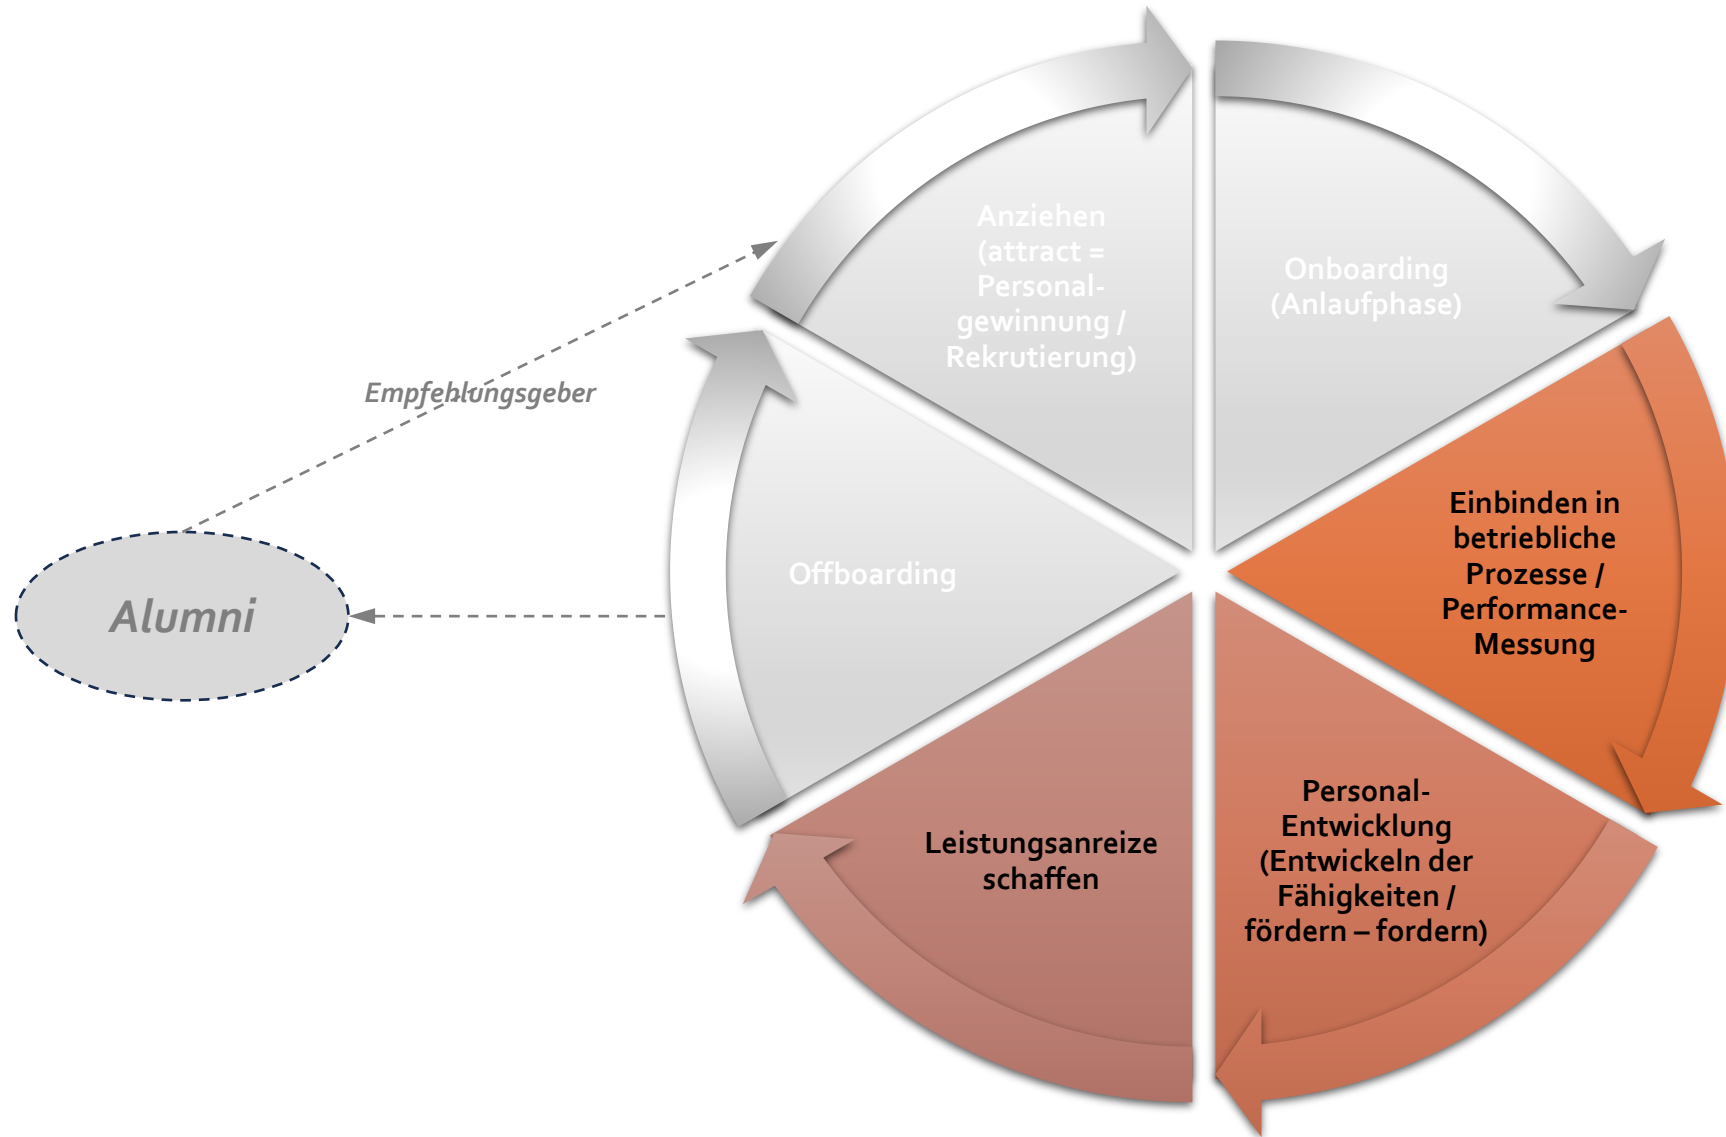 Anziehen
(attract =
Personal-
gewinnung /
Rekrutierung)
Onboarding
(Anlaufphase)
Einbinden in
betriebliche
Prozesse /
Performance-
Messung
Personal-
Entwicklung
(Entwickeln der
Fähigkeiten /
fördern – fordern)
Leistungsanreize
schaffen
Offboarding
Empfehlungsgeber
Alumni